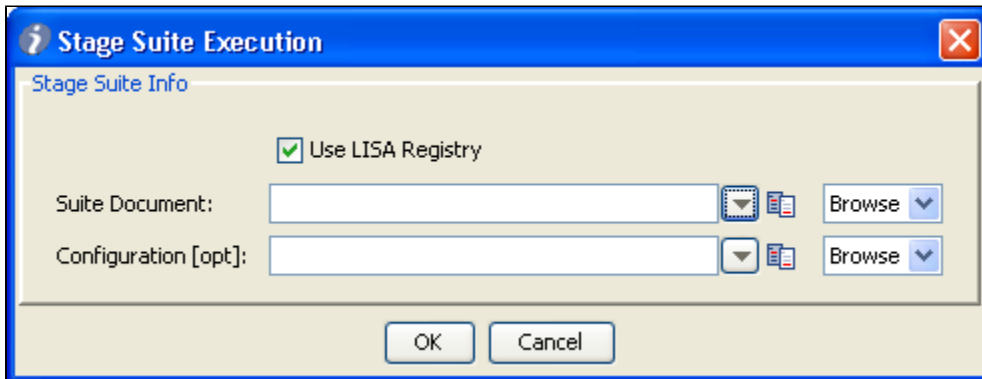 Stage Suite Execution
Stage Suite Info
Use LISA Registry
Suite Document: Browse
Configuration [opt]: Browse
OK Cancel